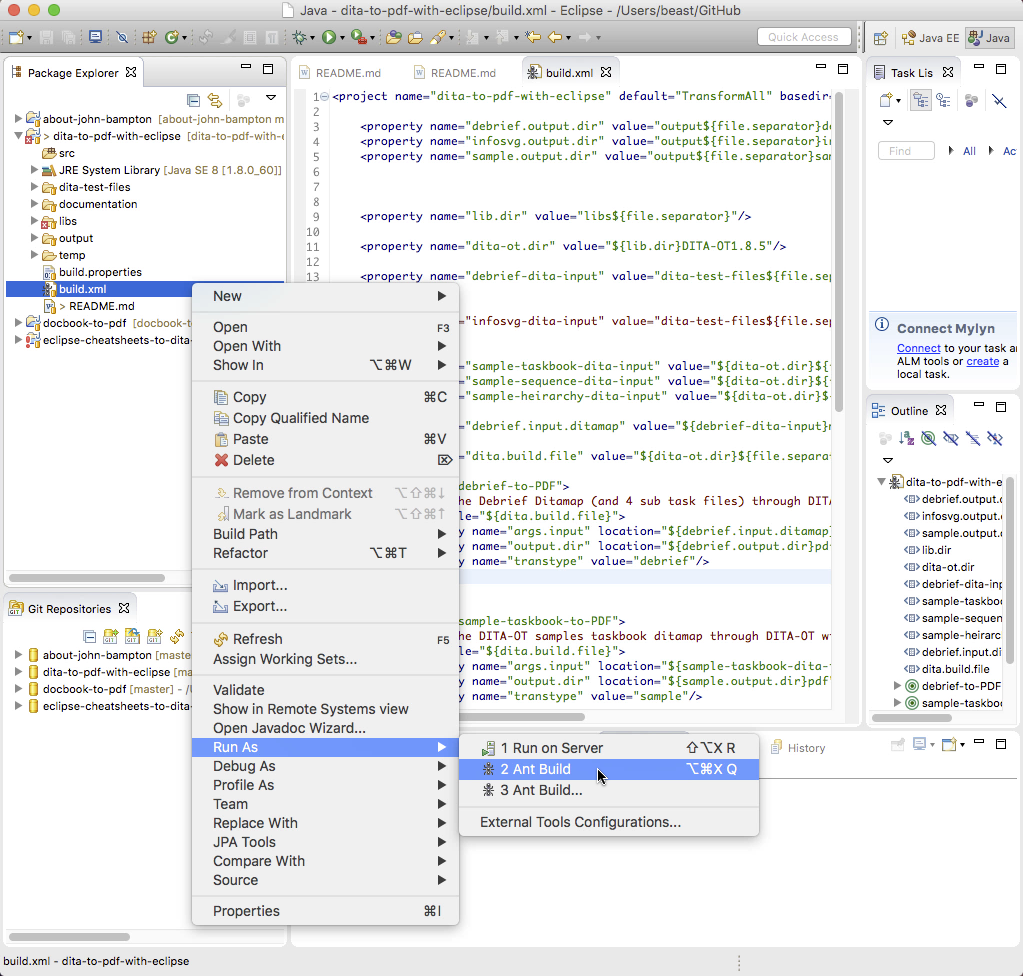 Java - dita-to-pdf-with-eclipse/build.xml - Eclipse - /Users/beast/GitHub
Quick Access
Java EE
Java
Package Explorer
about-john-bampton [about-john-bampton m
> dita-to-pdf-with-eclipse [dita-to-pdf-with-e
src
JRE System Library [Java SE 8 [1.8.0_60]]
dita-test-files
documentation
libs
output
temp
build.properties
build.xml
> README.md
docbook-to-pdf [docbook-t
eclipse-cheatsheets-to-dita-
Git Repositories
about-john-bampton [maste
dita-to-pdf-with-eclipse [ma
docbook-to-pdf [master] - /U
eclipse-cheatsheets-to-dita-
README.md
README.md
build.xml
1 <project name="dita-to-pdf-with-eclipse" default="TransformAll" basedir
2
3 <property name="debrief.output.dir" value="output${file.separator}de
4 <property name="infosvg.output.dir" value="output${file.separator}in
5 <property name="sample.output.dir" value="output${file.separator}sam
6
7
8
9 <property name="lib.dir" value="libs${file.separator}"/>
10
11 <property name="dita-ot.dir" value="${lib.dir}DITA-OT1.8.5"/>
12
13 <property name="debrief-dita-input" value="dita-test-files${file.sep
="infosvg-dita-input" value="dita-test-files${file.sep
="sample-taskbook-dita-input" value="${dita-ot.dir}${
="sample-sequence-dita-input" value="${dita-ot.dir}${
="sample-heirarchy-dita-input" value="${dita-ot.dir}$
="debrief.input.ditamap" value="${debrief-dita-input}m
="dita.build.file" value="${dita-ot.dir}${file.separa
debrief-to-PDF">
he Debrief Ditamap (and 4 sub task files) through DITA
le="${dita.build.file}">
y name="args.input" location="${debrief.input.ditamap}
y name="output.dir" location="${debrief.output.dir}pd
y name="transtype" value="debrief"/>
sample-taskbook-to-PDF">
he DITA-OT samples taskbook ditamap through DITA-OT w
le="${dita.build.file}">
y name="args.input" location="${sample-taskbook-dita-
y name="output.dir" location="${sample.output.dir}pdf
y name="transtype" value="sample"/>
New
Open F3
Open With
Show In ⌥⌘W
Copy ⌘C
Copy Qualified Name
Paste ⌘V
Delete ⌦
Remove from Context ⌥⇧⌘↓
Mark as Landmark ⌥⇧⌘↑
Build Path
Refactor ⌥⌘T
Import...
Export...
Refresh F5
Assign Working Sets...
Validate
Show in Remote Systems view
Open Javadoc Wizard...
Run As
Debug As
Profile As
Team
Replace With
JPA Tools
Compare With
Source
Properties ⌘I
1 Run on Server ⇧⌥X R
2 Ant Build ⌥⌘X Q
3 Ant Build...
External Tools Configurations...
History
Task Lis
Find
All
Ac
Connect Mylyn
Connect to your task a
ALM tools or create a
local task.
Outline
dita-to-pdf-with-e
debrief.output.c
infosvg.output.
sample.output.
lib.dir
dita-ot.dir
debrief-dita-inp
sample-taskboo
sample-sequen
sample-heirarc
debrief.input.di
dita.build.file
debrief-to-PDF
sample-taskboo
build.xml - dita-to-pdf-with-eclipse